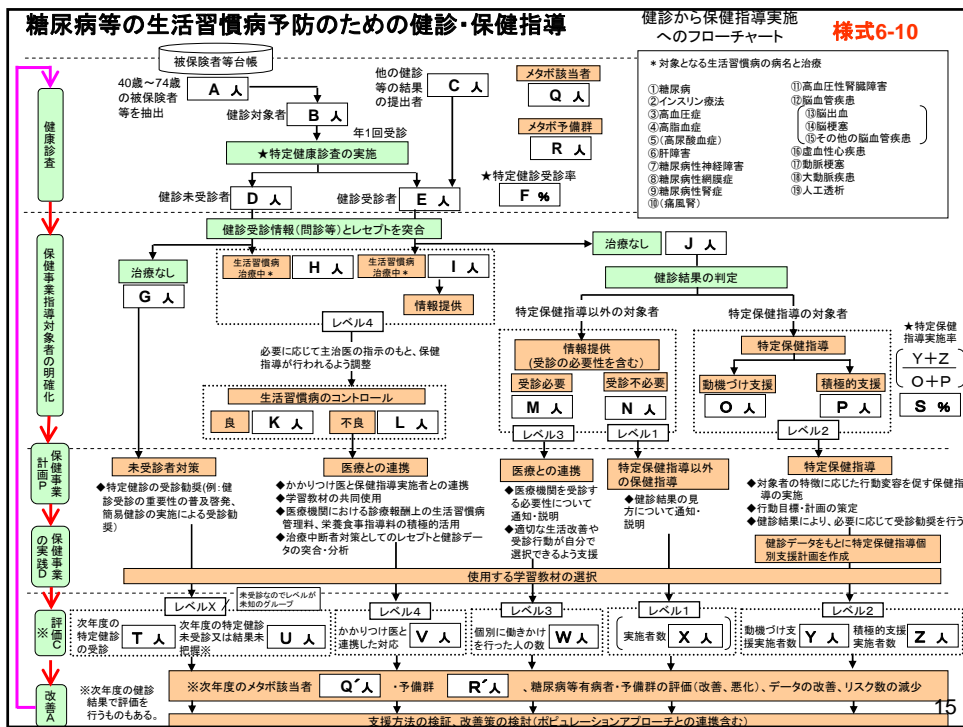 糖尿病等の生活習慣病予防のための健診・保健指導
健診から保健指導実施
へのフローチャート
様式6-10
被保険者等台帳
40歳～74歳
の被保険者
等を抽出
A 人
他の健診
等の結果
の提出者
C 人
メタボ該当者
Q 人
健診対象者
B 人
年1回受診
メタボ予備群
R 人
★特定健康診査の実施
★特定健診受診率
F %
健診未受診者
D 人
健診受診者
E 人
＊対象となる生活習慣病の病名と治療
①糖尿病
②インスリン療法
③高血圧症
④高脂血症
⑤(高尿酸血症)
⑥肝障害
⑦糖尿病性神経障害
⑧糖尿病性網膜症
⑨糖尿病性腎症
⑩(痛風腎)
⑪高血圧性腎臓障害
⑫脳血管疾患
⑬脳出血
⑭脳梗塞
⑮その他の脳血管疾患
⑯虚血性心疾患
⑰動脈梗塞
⑱大動脈疾患
⑲人工透析
健康診査
健診受診情報(問診等)とレセプトを突合
治療なし
J 人
治療なし
G 人
生活習慣病
治療中＊
H 人
生活習慣病
治療中＊
I 人
情報提供
健診結果の判定
レベル4
特定保健指導以外の対象者
特定保健指導の対象者
★特定保健
指導実施率
Y＋Z
O＋P
S %
必要に応じて主治医の指示のもと、保健
指導が行われるよう調整
情報提供
(受診の必要性を含む)
特定保健指導
受診必要
受診不必要
動機づけ支援
積極的支援
M 人
N 人
O 人
P 人
生活習慣病のコントロール
良
K 人
不良
L 人
レベル3
レベル1
レベル2
保健事業指導対象者の明確化
保健事業
計画P
未受診者対策
◆特定健診の受診勧奨(例:健
診受診の重要性の普及啓発、
簡易健診の実施による受診勧
奨)
医療との連携
◆かかりつけ医と保健指導実施者との連携
◆学習教材の共同使用
◆医療機関における診療報酬上の生活習慣病
管理料、栄養食事指導料の積極的活用
◆治療中断者対策としてのレセプトと健診デー
タの突合・分析
医療との連携
◆医療機関を受診す
る必要性について
通知・説明
◆適切な生活改善や
受診行動が自分で
選択できるよう支援
特定保健指導以外
の保健指導
◆健診結果の見
方について通知・
説明
特定保健指導
◆対象者の特徴に応じた行動変容を促す保健指
導の実施
◆行動目標・計画の策定
◆健診結果により、必要に応じて受診勧奨を行う
健診データをもとに特定保健指導個
別支援計画を作成
保健事業
の実践D
使用する学習教材の選択
レベルX
未受診なのでレベルが
未知のグループ
レベル4
レベル3
レベル1
レベル2
評価C
※
次年度の
特定健診
の受診
T 人
次年度の特定健診
未受診又は結果未
把握※
U 人
かかりつけ医と
連携した対応
V 人
個別に働きかけ
を行った人の数
W 人
実施者数
X 人
動機づけ支
援実施者数
Y 人
積極的支援
実施者数
Z 人
改善A
※次年度の健診
結果で評価を
行うものもある。
※次年度のメタボ該当者 Q´人 ・予備群 R´人 、糖尿病等有病者・予備群の評価(改善、悪化)、データの改善、リスク数の減少
支援方法の検証、改善策の検討(ポピュレーションアプローチとの連携含む)
15